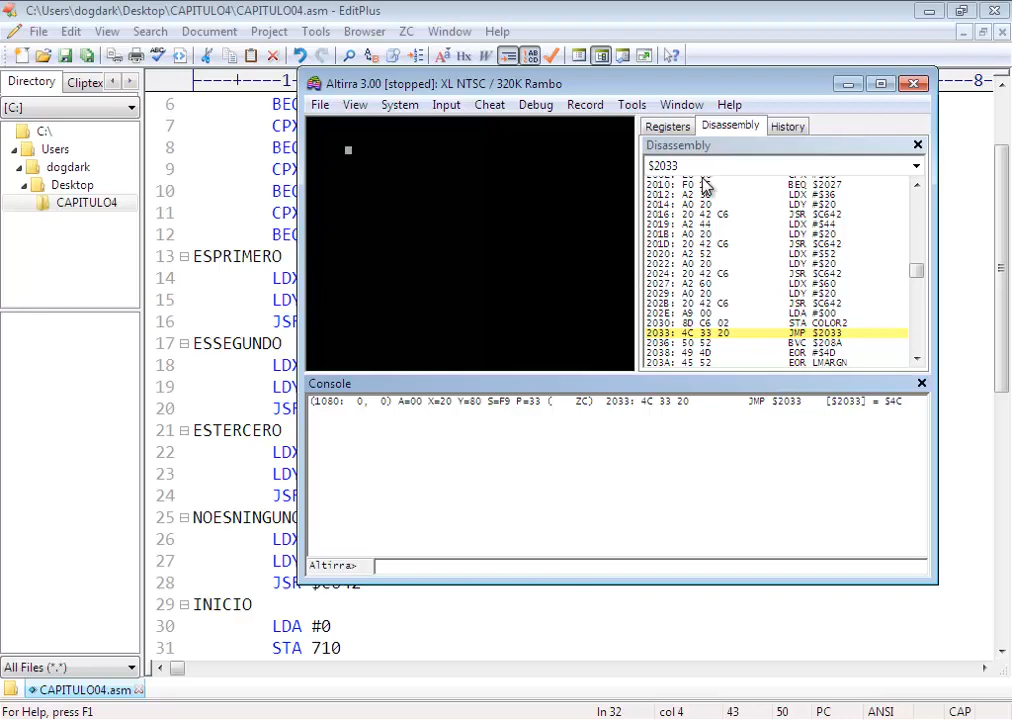 C:\Users\dogdark\Desktop\CAPITULO4\CAPITULO04.asm - EditPlus
File Edit View Search Document Project Tools Browser ZC Window Help
Directory Cliptex
[C:]
C:\
Users
dogdark
Desktop
CAPITULO4
All Files (*.*)
----+----1-
8-
6 BEQ
7 CPX
8 BEQ
9 CPX
10 BEQ
11 CPX
12 BEQ
13 ESPRIMERO
14 LDX
15 LDY
16 JSR
17 ESSEGUNDO
18 LDX
19 LDY
20 JSR
21 ESTERCERO
22 LDX
23 LDY
24 JSR
25 NOESNINGUNO
26 LDX
27 LDY
28 JSR $C642
29 INICIO
30 LDA #0
31 STA 710
Altirra 3.00 [stopped]: XL NTSC / 320K Rambo
File View System Input Cheat Debug Record Tools Window Help
Registers Disassembly History
Disassembly
$2033
2010: F0 BEQ $2027
2012: A2 LDX #$36
2014: A0 20 LDY #$20
2016: 20 42 C6 JSR $C642
2019: A2 44 LDX #$44
201B: A0 20 LDY #$20
201D: 20 42 C6 JSR $C642
2020: A2 52 LDX #$52
2022: A0 20 LDY #$20
2024: 20 42 C6 JSR $C642
2027: A2 60 LDX #$60
2029: A0 20 LDY #$20
202B: 20 42 C6 JSR $C642
202E: A9 00 LDA #$00
2030: 8D C6 02 STA COLOR2
2033: 4C 33 20 JMP $2033
2036: 50 52 BVC $208A
2038: 49 4D EOR #$4D
203A: 45 52 EOR LMARGN
Console
(1080: 0, 0) A=00 X=20 Y=80 S=F9 P=33 ( ZC) 2033: 4C 33 20 JMP $2033 [$2033] = $4C
Altirra>
CAPITULO04.asm
For Help, press F1 ln 32 col 4 43 50 PC ANSI CAP